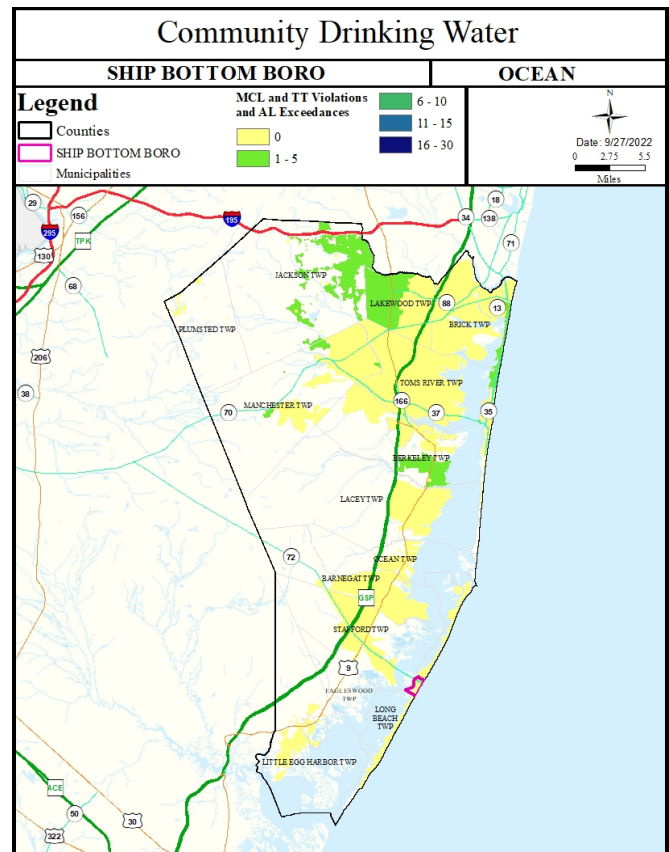 Community Drinking Water
SHIP BOTTOM BORO
OCEAN
Legend
Counties
SHIP BOTTOM BORO
Municipalities
MCL and TT Violations
and AL Exceedances
0
1 - 5
6 - 10
11 - 15
16 - 30
N
Date: 9/27/2022
0 2.75 5.5
Miles
29
156
295
TPK
130
68
195
34
18
138
71
JACKSON TWP
LAKEWOOD TWP
88
13
BRICK TWP
PLUMSTED TWP
206
38
TOMS RIVER TWP
MANCHESTER TWP
70
166
37
35
BERKELEY TWP
LACEY TWP
72
OCEAN TWP
BARNEGAT TWP
GSP
STAFFORD TWP
9
EAGLESWOOD
TWP
LONG
BEACH
TWP
LITTLE EGG HARBOR TWP
ACE
50
30
322